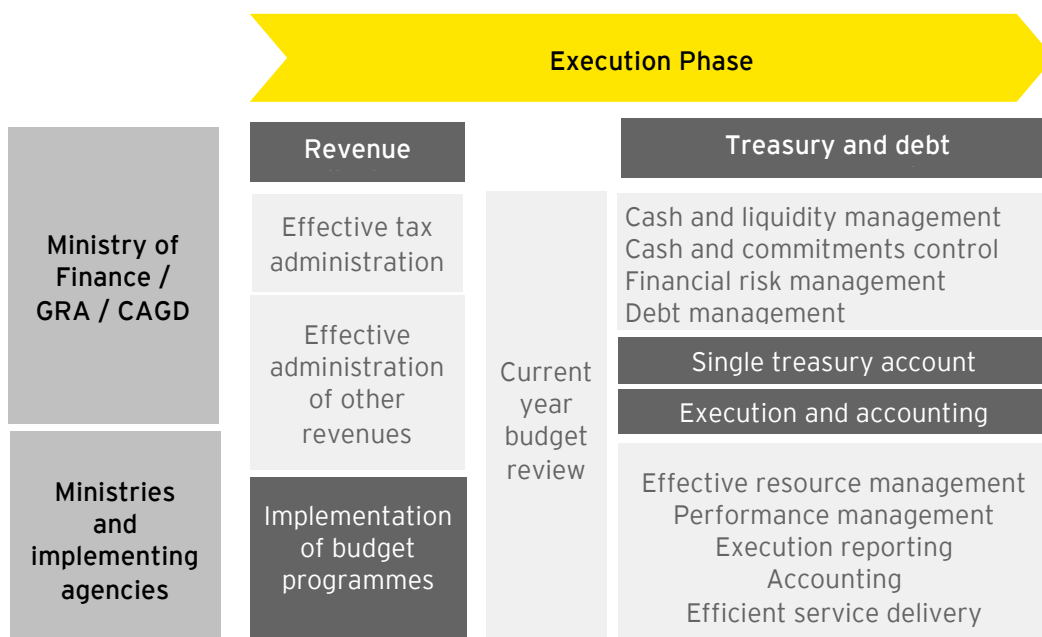 Execution Phase
Revenue
Treasury and debt
Ministry of
Finance /
GRA / CAGD
Effective tax
administration
Effective
administration
of other
revenues
Current
year
budget
review
Cash and liquidity management
Cash and commitments control
Financial risk management
Debt management
Single treasury account
Execution and accounting
Ministries
and
implementing
agencies
Implementation
of budget
programmes
Effective resource management
Performance management
Execution reporting
Accounting
Efficient service delivery